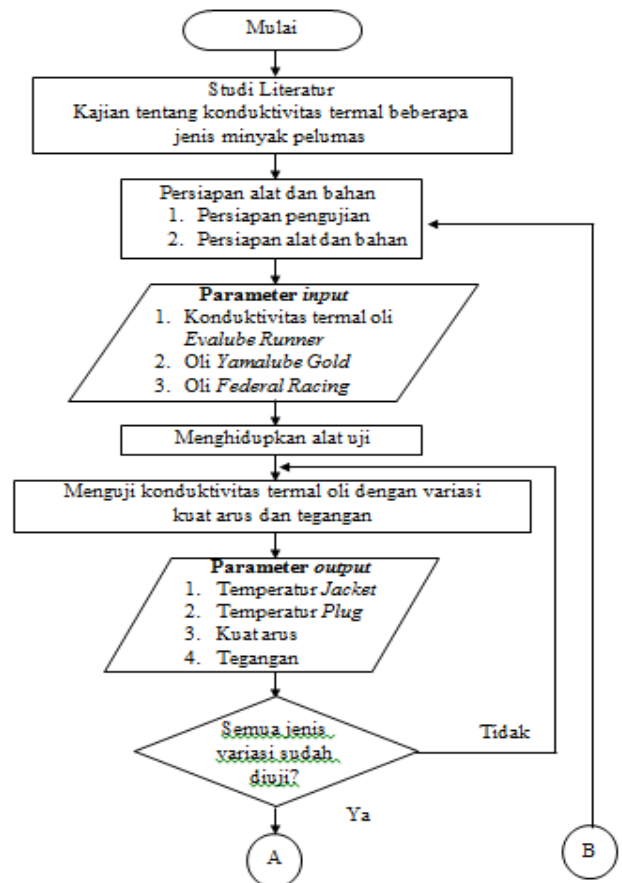 Mulai
Studi Literatur
Kajian tentang konduktivitas termal beberapa
jenis minyak pelumas
Persiapan alat dan bahan
1. Persiapan pengujian
2. Persiapan alat dan bahan
Parameter input
1. Konduktivitas termal oli
Evalube Runner
2. Oli Yamalube Gold
3. Oli Federal Racing
Menghidupkan alat uji
Menguji konduktivitas termal oli dengan variasi
kuat arus dan tegangan
Parameter output
1. Temperatur Jacket
2. Temperatur Plug
3. Kuat arus
4. Tegangan
Semua jenis
variasi sudah
diuji?
Tidak
Ya
A
B